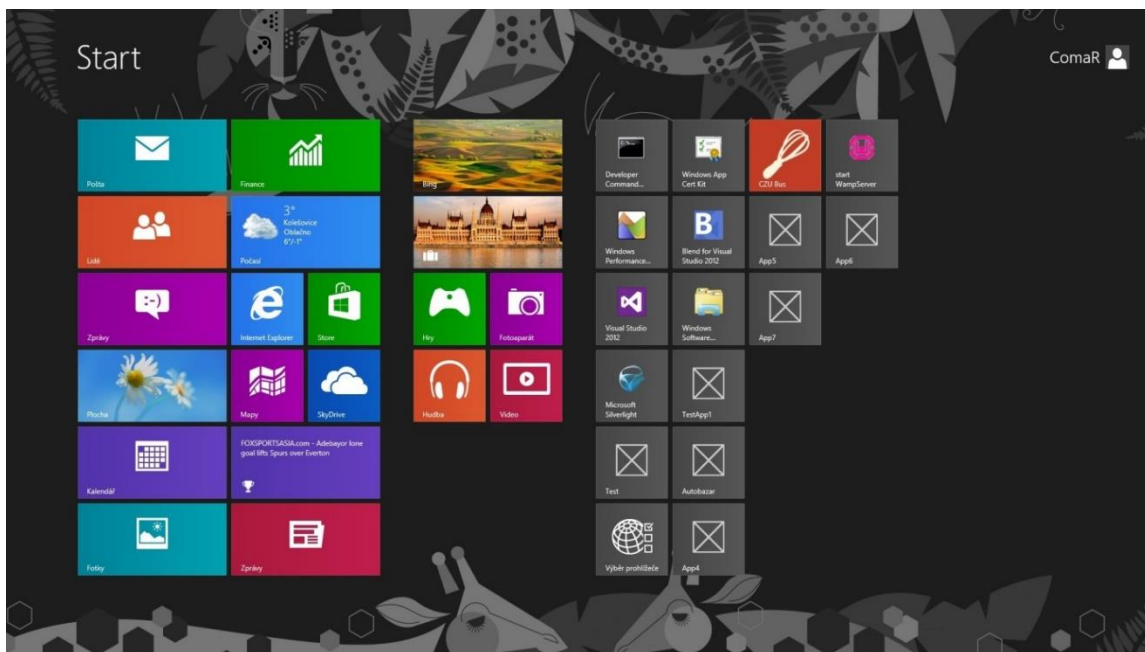 Start
ComaR
Pošta
Finance
Lidé
3°
Kolešovice
Oblačno
6°/-1°
Počasí
Zprávy
:-)
Internet Explorer
Store
Plocha
Mapy
SkyDrive
Kalendář
FOXSPORTSASIA.com - Adebayor lone
goal lifts Spurs over Everton
Fotky
Zprávy
Bing
Hry
Fotoaparát
Hudba
Video
Developer
Command...
Windows App
Cert Kit
CZU Bus
start
WampServer
Windows
Performance...
B
Blend for Visual
Studio 2012
App5
App6
Visual Studio
2012
Windows
Software...
App7
Microsoft
Silverlight
TestApp1
Test
Autobazar
Výběr prohlížeče
App4